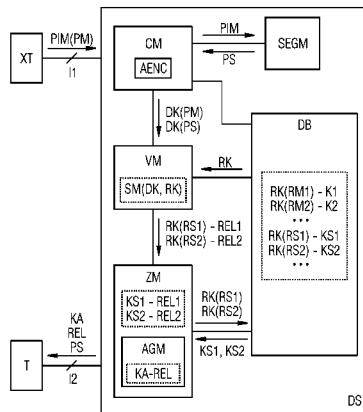 XT
PIM(PM)
I1
CM
AENC
PIM
PS
SEGM
DK(PM)
DK(PS)
DB
VM
SM(DK, RK)
RK
RK(RM1) - K1
RK(RM2) - K2
...
RK(RS1) - KS1
RK(RS2) - KS2
...
RK(RS1) - REL1
RK(RS2) - REL2
ZM
KS1 - REL1
KS2 - REL2
RK(RS1)
RK(RS2)
KS1, KS2
AGM
KA-REL
KA
REL
PS
T
I2
DS